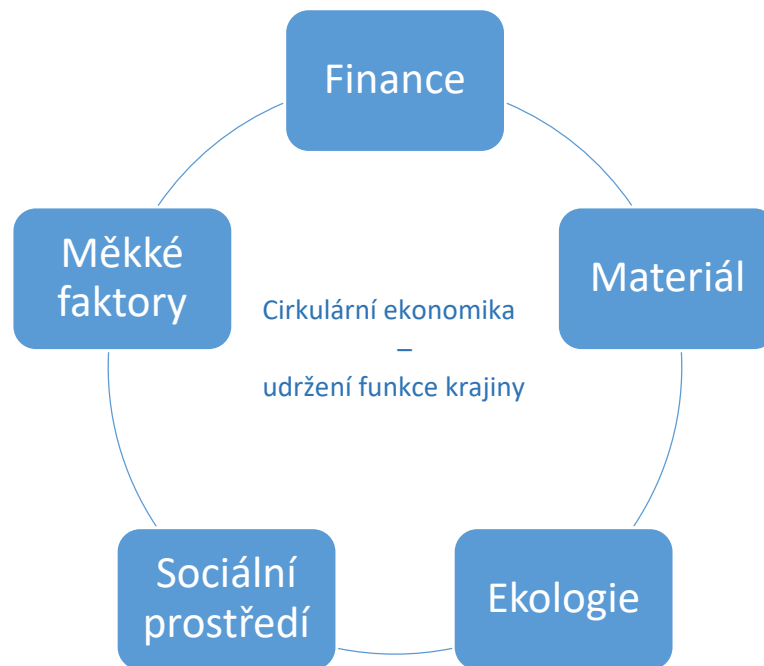 Finance
Materiál
Ekologie
Sociální
prostředí
Měkké
faktory
Cirkulární ekonomika
–
udržení funkce krajiny